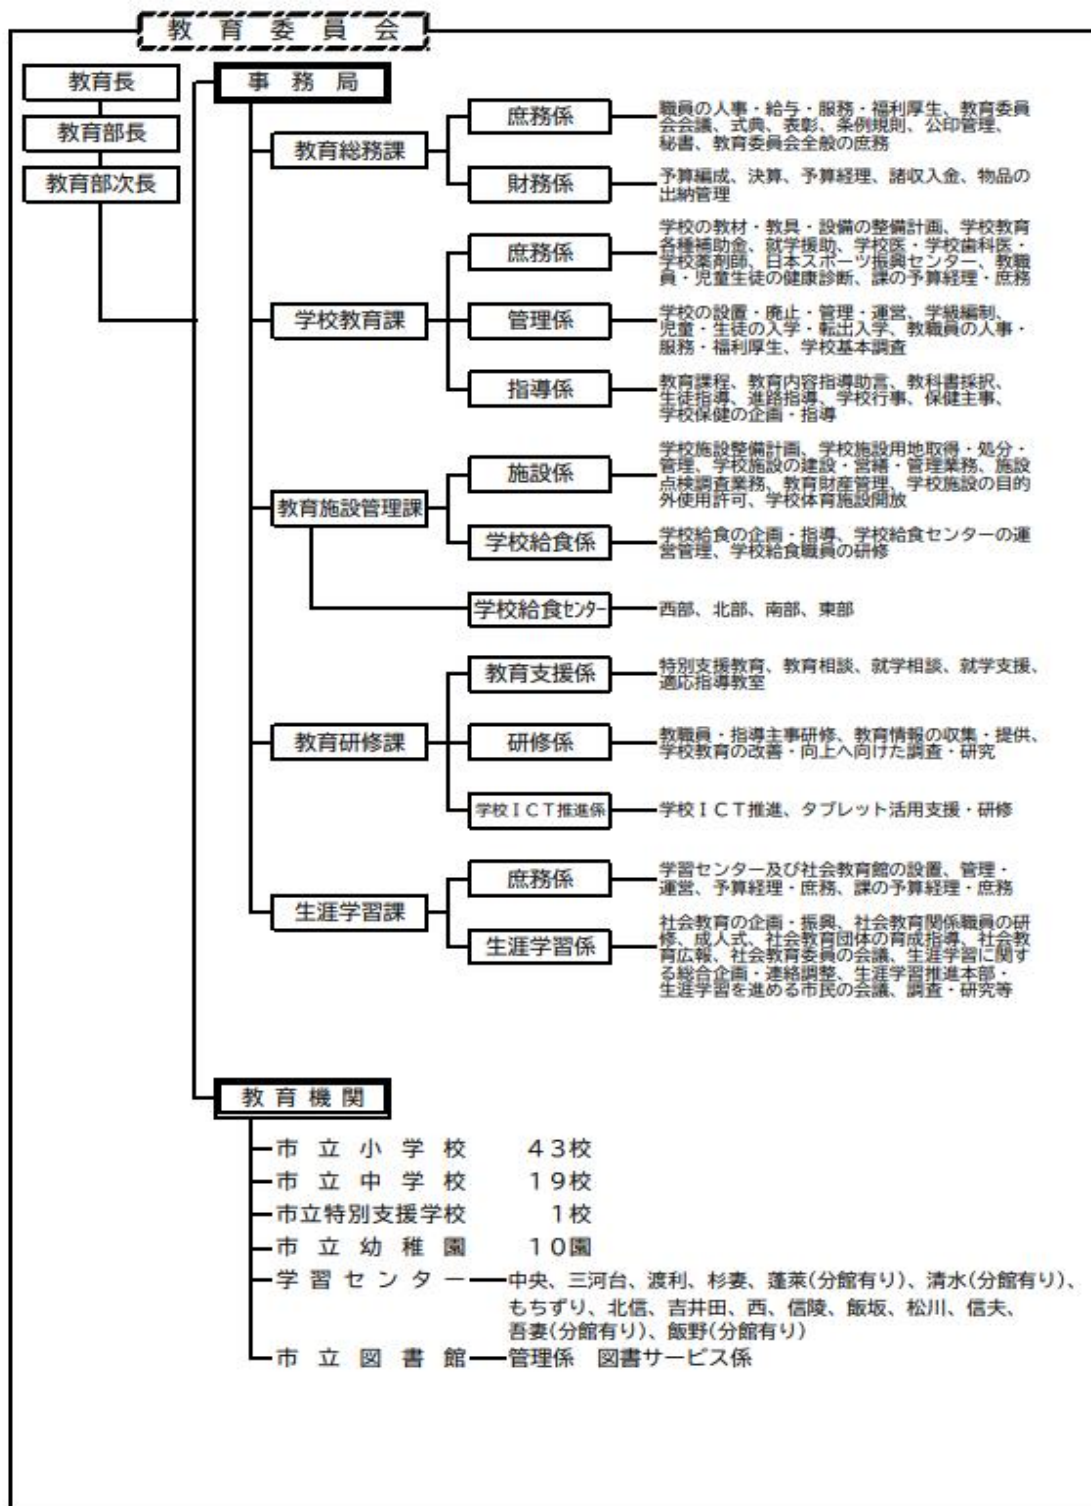 教育委員会
教育長
教育部長
教育部次長
事務局
教育総務課
庶務係
職員の人事・給与・服務・福利厚生、教育委員
会会議、式典、表彰、条例規則、公印管理、
秘書、教育委員会全般の庶務
財務係
予算編成、決算、予算経理、諸収入金、物品の
出納管理
学校教育課
庶務係
学校の教材・教具・設備の整備計画、学校教育
各種補助金、就学援助、学校医・学校歯科医・
学校薬剤師、日本スポーツ振興センター、教職
員・児童生徒の健康診断、課の予算経理・庶務
管理係
学校の設置・廃止・管理・運営、学級編制、
児童・生徒の入学・転出入学、教職員の人事・
服務・福利厚生、学校基本調査
指導係
教育課程、教育内容指導助言、教科書採択、
生徒指導、進路指導、学校行事、保健主事、
学校保健の企画・指導
教育施設管理課
施設係
学校施設整備計画、学校施設用地取得・処分・
管理、学校施設の建設・営繕・管理業務、施設
点検調査業務、教育財産管理、学校施設の目的
外使用許可、学校体育施設開放
学校給食係
学校給食の企画・指導、学校給食センターの運
営管理、学校給食職員の研修
学校給食ｾﾝﾀｰ
西部、北部、南部、東部
教育研修課
教育支援係
特別支援教育、教育相談、就学相談、就学支援、
適応指導教室
研修係
教職員・指導主事研修、教育情報の収集・提供、
学校教育の改善・向上へ向けた調査・研究
学校ＩＣＴ推進係
学校ＩＣＴ推進、タブレット活用支援・研修
生涯学習課
庶務係
学習センター及び社会教育館の設置、管理・
運営、予算経理・庶務、課の予算経理・庶務
生涯学習係
社会教育の企画・振興、社会教育関係職員の研
修、成人式、社会教育団体の育成指導、社会教
育広報、社会教育委員の会議、生涯学習に関す
る総合企画・連絡調整、生涯学習推進本部・
生涯学習を進める市民の会議、調査・研究等
教育機関
市立小学校 ４３校
市立中学校 １９校
市立特別支援学校 １校
市立幼稚園 １０園
学習センター 中央、三河台、渡利、杉妻、蓬莱(分館有り)、清水(分館有り)、
もちずり、北信、吉井田、西、信陵、飯坂、松川、信夫、
吾妻(分館有り)、飯野(分館有り)
市立図書館 管理係 図書サービス係